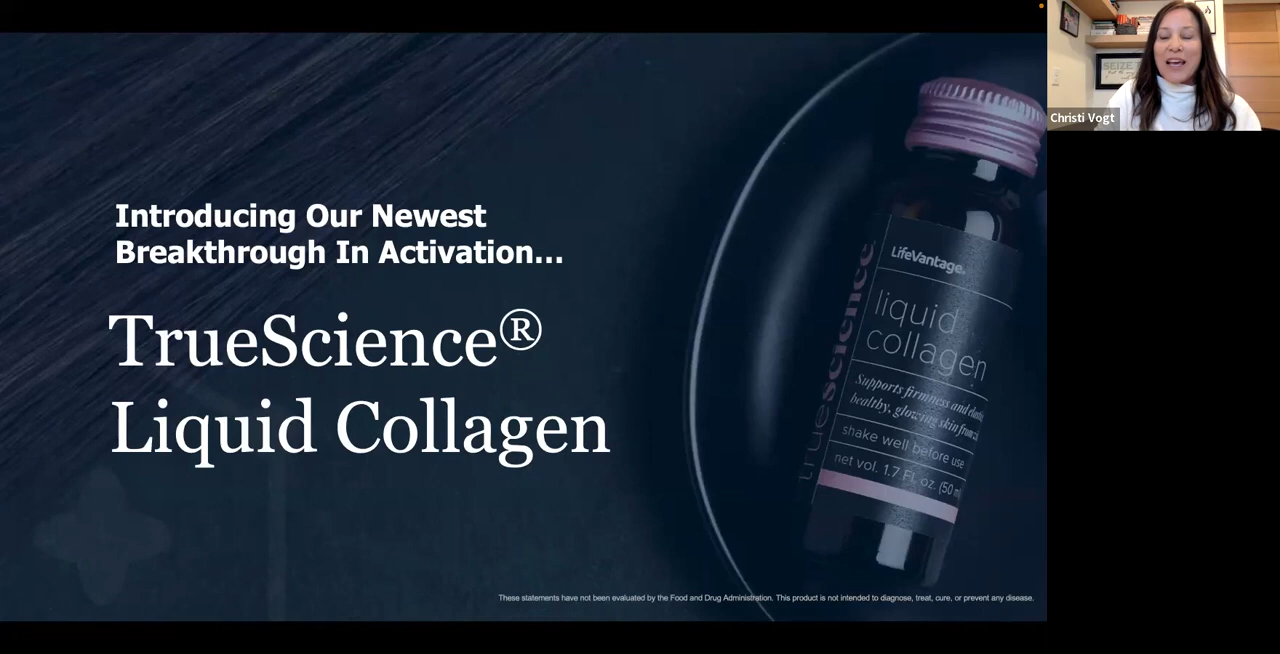 Introducing Our Newest
Breakthrough In Activation...
TrueScience®
Liquid Collagen
LifeVantage®
truescience
liquid
collagen
Supports firmness and
healthy, glowing skin from
shake well before use
net vol. 1.7 FL. oz. (50
These statements have not been evaluated by the Food and Drug Administration. This product is not intended to diagnose, treat, cure, or prevent any disease.
SEIZE
Christi Vogt